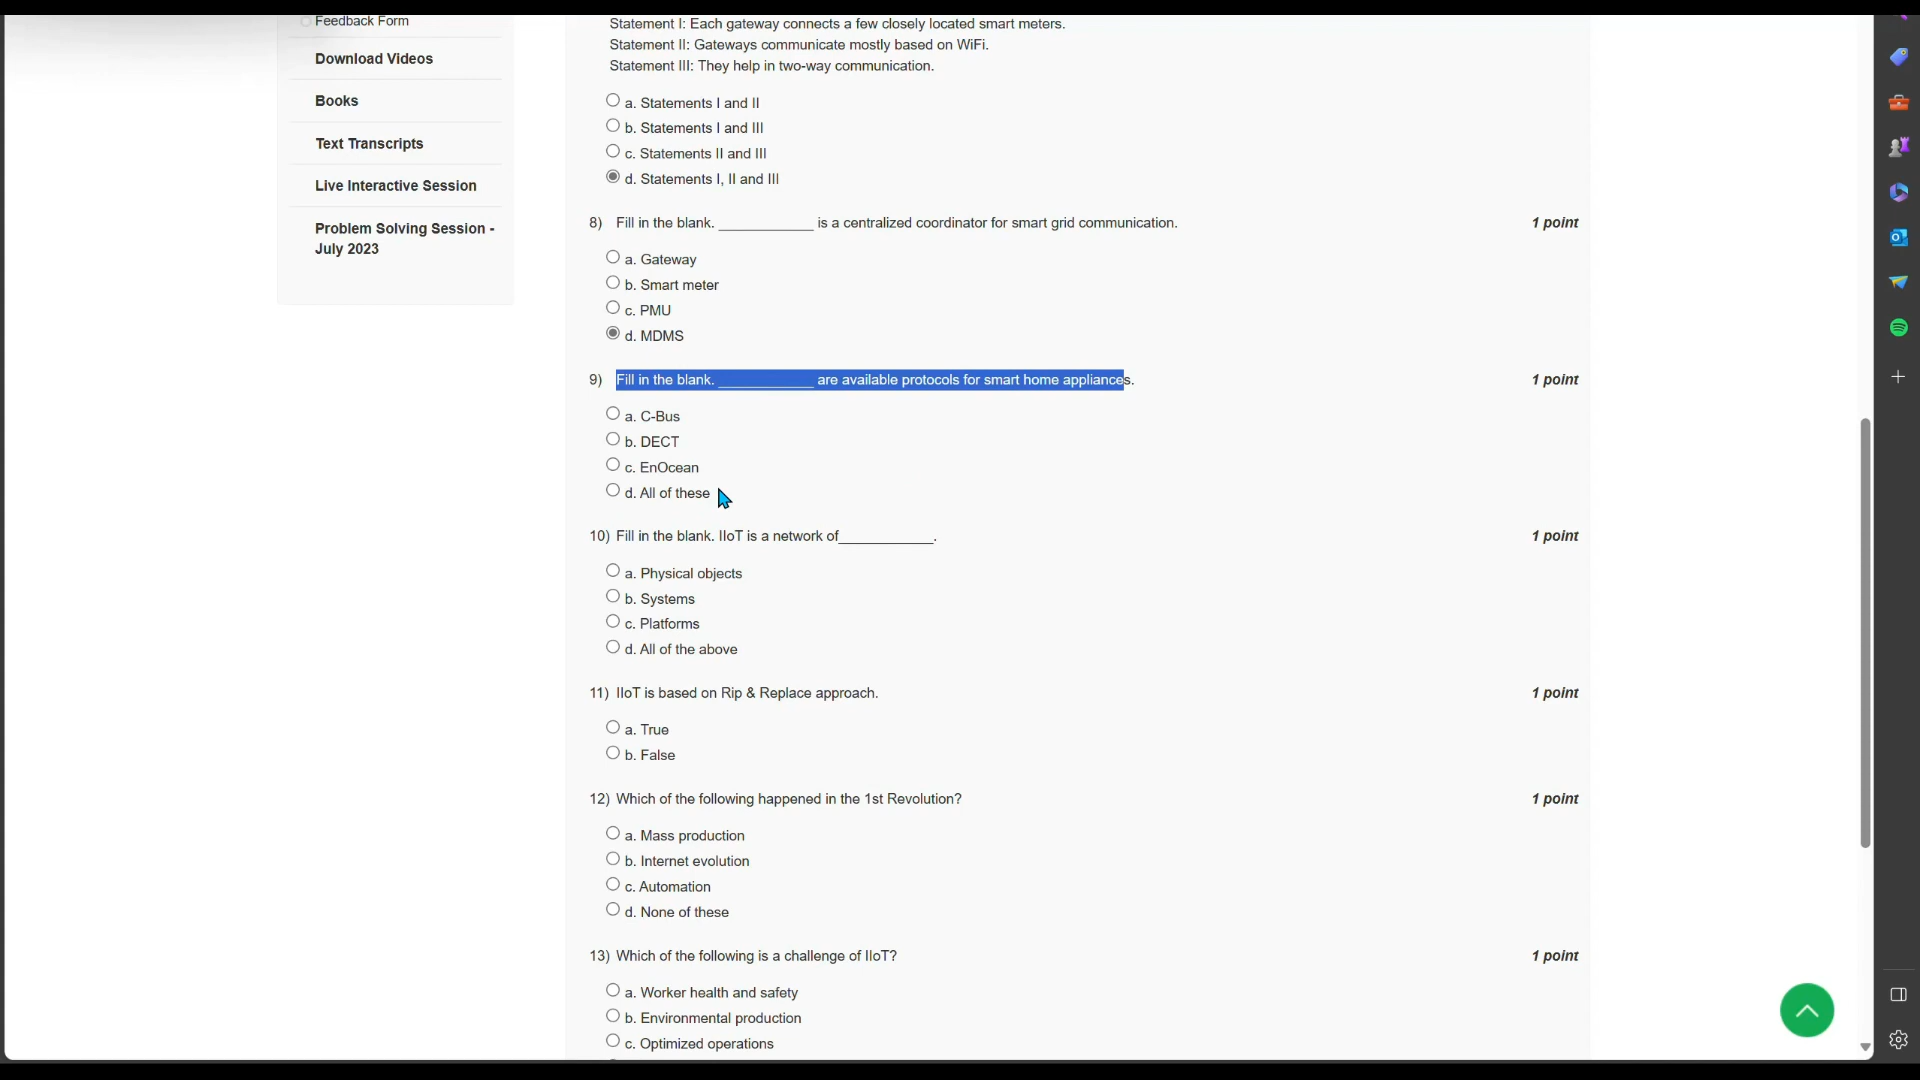 Feedback Form
Download Videos
Books
Text Transcripts
Live Interactive Session
Problem Solving Session -
July 2023
Statement I: Each gateway connects a few closely located smart meters.
Statement II: Gateways communicate mostly based on WiFi.
Statement III: They help in two-way communication.
a. Statements I and II
b. Statements I and III
c. Statements II and III
d. Statements I, II and III
8) Fill in the blank. ____________ is a centralized coordinator for smart grid communication. 1 point
a. Gateway
b. Smart meter
c. PMU
d. MDMS
9) Fill in the blank. ____________ are available protocols for smart home appliances. 1 point
a. C-Bus
b. DECT
c. EnOcean
d. All of these
10) Fill in the blank. IIoT is a network of____________. 1 point
a. Physical objects
b. Systems
c. Platforms
d. All of the above
11) IIoT is based on Rip & Replace approach. 1 point
a. True
b. False
12) Which of the following happened in the 1st Revolution? 1 point
a. Mass production
b. Internet evolution
c. Automation
d. None of these
13) Which of the following is a challenge of IIoT? 1 point
a. Worker health and safety
b. Environmental production
c. Optimized operations